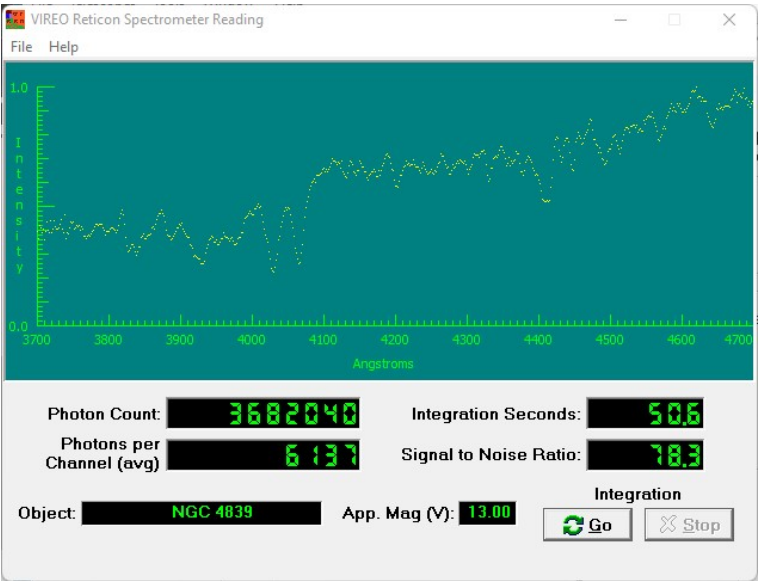 VIREO Reticon Spectrometer Reading
File Help
1.0
Intensity
0.0
3700 3800 3900 4000 4100 4200 4300 4400 4500 4600 4700
Angstroms
Photon Count: 3682040 Integration Seconds: 50.6
Photons per
Channel (avg) 6137 Signal to Noise Ratio: 78.3
Integration
Object: NGC 4839 App. Mag (V): 13.00 Go Stop